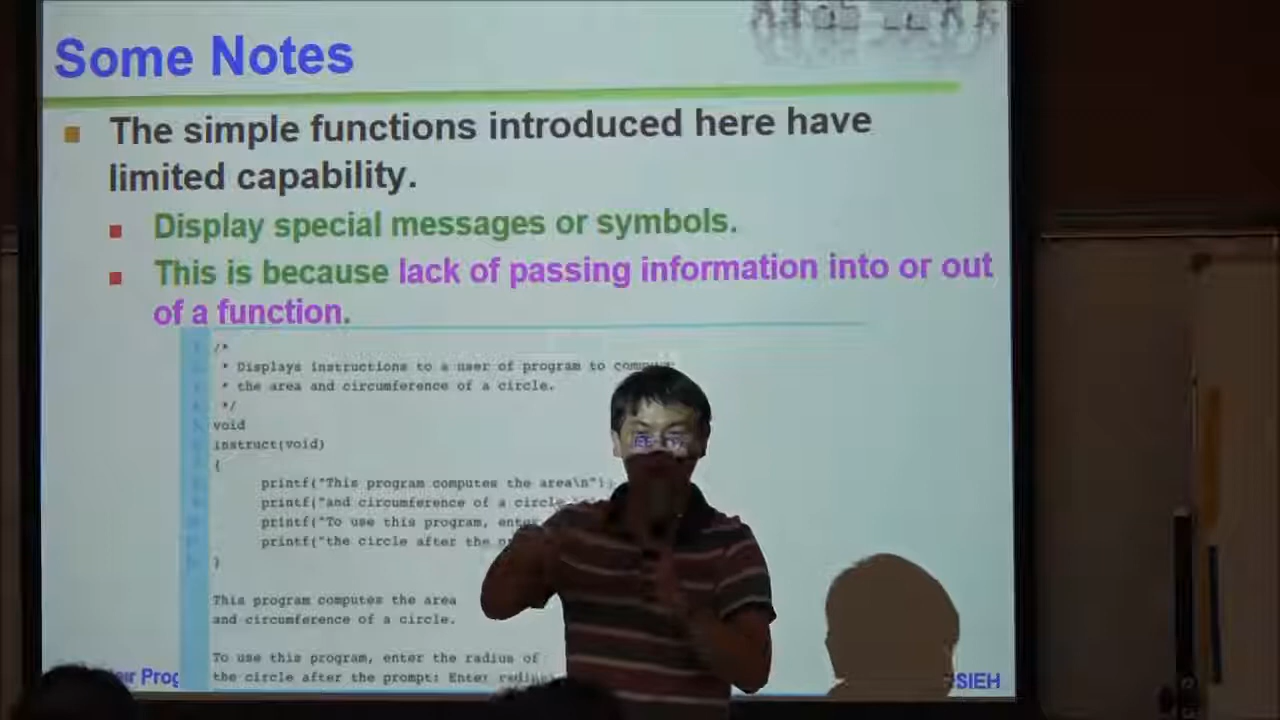 Some Notes
The simple functions introduced here have
limited capability.
Display special messages or symbols.
This is because lack of passing information into or out
of a function.
/*
* Displays instructions to a user of program to compute
* the area and circumference of a circle.
*/
void
instruct(void)
{
printf("This program computes the area\n");
printf("and circumference of a circle
printf("To use this program, enter
printf("the circle after the
}
This program computes the area
and circumference of a circle.
To use this program, enter the radius of
the circle after the prompt: Enter radius
SIEH